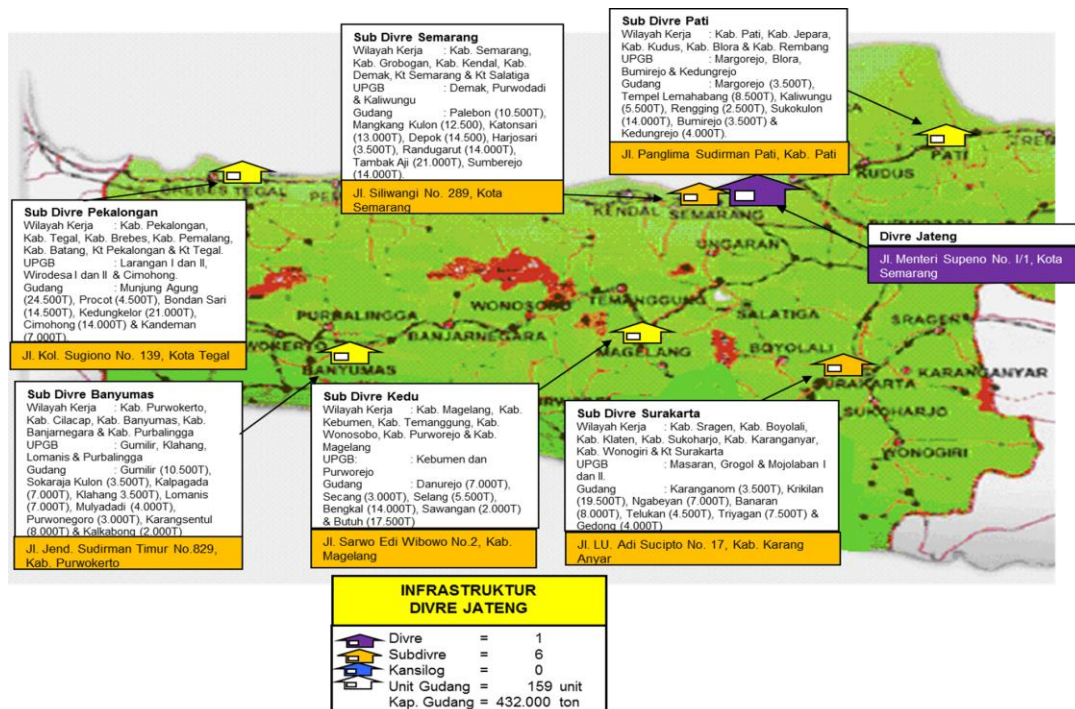 Sub Divre Semarang
Wilayah Kerja : Kab. Semarang,
Kab. Grobogan, Kab. Kendal, Kab.
Demak, Kt Semarang & Kt Salatiga
UPGB : Demak, Purwodadi
& Kaliwungu
Gudang : Palebon (10.500T),
Mangkang Kulon (12.500), Katonsari
(13.000T), Depok (14.500), Harjosari
(3.500T), Randugarut (14.000T),
Tambak Aji (21.000T), Sumberejo
(14.000T).
Jl. Siliwangi No. 289, Kota
Semarang
Sub Divre Pati
Wilayah Kerja : Kab. Pati, Kab. Jepara,
Kab. Kudus, Kab. Blora & Kab. Rembang
UPGB : Margorejo, Blora,
Bumirejo & Kedungrejo
Gudang : Margorejo (3.500T),
Tempel Lemahabang (8.500T), Kaliwungu
(5.500T), Rengging (2.500T), Sukokulon
(14.000T), Bumirejo (3.500T) &
Kedungrejo (4.000T).
Jl. Panglima Sudirman Pati, Kab. Pati
Sub Divre Pekalongan
Wilayah Kerja : Kab. Pekalongan,
Kab. Tegal, Kab. Brebes, Kab. Pemalang,
Kab. Batang, Kt Pekalongan & Kt Tegal.
UPGB : Larangan I dan II,
Wirodesa I dan II & Cimohong.
Gudang : Munjung Agung
(24.500T), Procot (4.500T), Bondan Sari
(14.500T), Kedungkelor (21.000T),
Cimohong (14.000T) & Kandeman
(7.000T).
Jl. Kol. Sugiono No. 139, Kota Tegal
Divre Jateng
Jl. Menteri Supeno No. I/1, Kota
Semarang
BREBES TEGAL
KENDAL SEMARANG
UNGARAN
KUDUS
PATI
PURBALINGGA
BANJARNEGARA
WONOSOBO
TEMANGGUNG
SALATIGA
MAGELANG
BOYOLALI
SRAGEN
BANYUMAS
SURAKARTA
KARANGANYAR
SUKOHARJO
WONOGIRI
Sub Divre Banyumas
Wilayah Kerja : Kab. Purwokerto,
Kab. Cilacap, Kab. Banyumas, Kab.
Banjarnegara & Kab. Purbalingga
UPGB : Gumilir, Klahang,
Lomanis & Purbalingga
Gudang : Gumilir (10.500T),
Sokaraja Kulon (3.500T), Kalpagada
(7.000T), Klahang 3.500T), Lomanis
(7.000T), Mulyadadi (4.000T),
Purwonegoro (3.000T), Karangsentul
(8.000T) & Kalkabong (2.000T)
Jl. Jend. Sudirman Timur No.829,
Kab. Purwokerto
Sub Divre Kedu
Wilayah Kerja : Kab. Magelang, Kab.
Kebumen, Kab. Temanggung, Kab.
Wonosobo, Kab. Purworejo & Kab.
Magelang
UPGB: : Kebumen dan
Purworejo
Gudang : Danurejo (7.000T),
Secang (3.000T), Selang (5.500T),
Bengkal (14.000T), Sawangan (2.000T)
& Butuh (17.500T)
Jl. Sarwo Edi Wibowo No.2, Kab.
Magelang
Sub Divre Surakarta
Wilayah Kerja : Kab. Sragen, Kab. Boyolali,
Kab. Klaten, Kab. Sukoharjo, Kab. Karanganyar,
Kab. Wonogiri & Kt Surakarta
UPGB : Masaran, Grogol & Mojolaban I
dan II.
Gudang : Karanganom (3.500T), Krikilan
(19.500T), Ngabeyan (7.000T), Banaran
(8.000T), Telukan (4.500T), Triyagan (7.500T) &
Gedong (4.000T)
Jl. LU. Adi Sucipto No. 17, Kab. Karang
Anyar
INFRASTRUKTUR
DIVRE JATENG
Divre = 1
Subdivre = 6
Kansilog = 0
Unit Gudang = 159 unit
Kap. Gudang = 432.000 ton